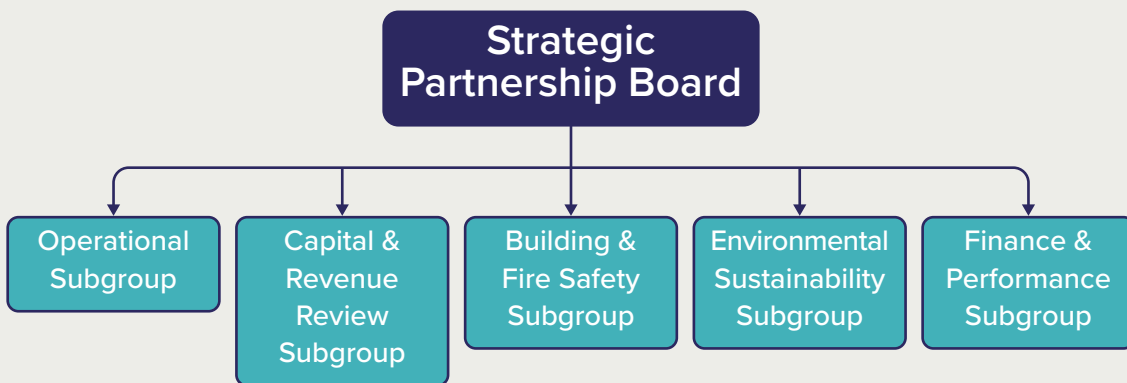 Strategic
Partnership Board
Operational
Subgroup
Capital &
Revenue
Review
Subgroup
Building &
Fire Safety
Subgroup
Environmental
Sustainability
Subgroup
Finance &
Performance
Subgroup